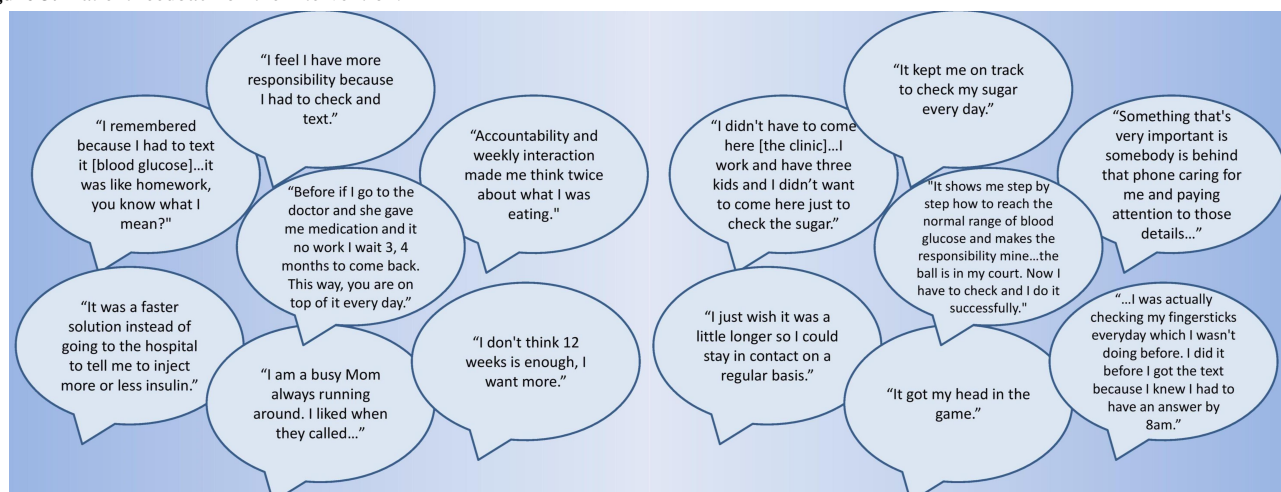 “I feel I have more
responsibility because
I had to check and
text.”
“I remembered
because I had to text
it [blood glucose]...it
was like homework,
you know what I
mean?"
“Accountability and
weekly interaction
made me think twice
about what I was
eating."
“Before if I go to the
doctor and she gave
me medication and it
no work I wait 3, 4
months to come back.
This way, you are on
top of it every day.”
“It was a faster
solution instead of
going to the hospital
to tell me to inject
more or less insulin.”
“I am a busy Mom
always running
around. I liked when
they called…”
“I don't think 12
weeks is enough, I
want more.”
“It kept me on track
to check my sugar
every day.”
“I didn't have to come
here [the clinic]...I
work and have three
kids and I didn’t want
to come here just to
check the sugar.”
“Something that's
very important is
somebody is behind
that phone caring for
me and paying
attention to those
details…”
"It shows me step by
step how to reach the
normal range of blood
glucose and makes the
responsibility mine...the
ball is in my court. Now I
have to check and I do it
successfully."
“I just wish it was a
little longer so I could
stay in contact on a
regular basis.”
“It got my head in the
game.”
“…I was actually
checking my fingersticks
everyday which I wasn't
doing before. I did it
before I got the text
because I knew I had to
have an answer by
8am.”